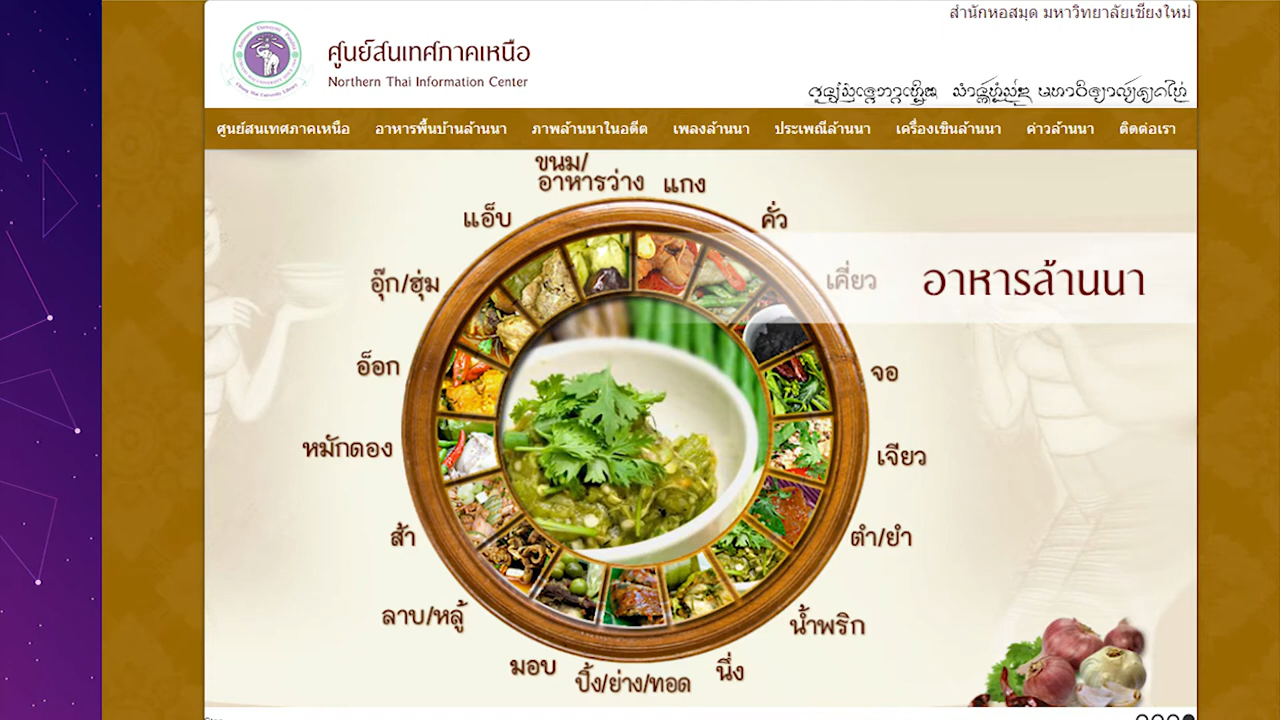 สำนักหอสมุด มหาวิทยาลัยเชียงใหม่
ศูนย์สนเทศภาคเหนือ
Northern Thai Information Center
ศูนย์สนเทศภาคเหนือ อาหารพื้นบ้านล้านนา ภาพล้านนาในอดีต เพลงล้านนา ประเพณีล้านนา เครื่องเขินล้านนา ค่าวล้านนา ติดต่อเรา
ขนม/
อาหารว่าง
แกง
แอ็บ
คั่ว
อุ๊ก/ฮุ่ม
เคี่ยว
อาหารล้านนา
อ็อก
จอ
หมักดอง
เจียว
ส้า
ตำ/ยำ
ลาบ/หลู้
น้ำพริก
มอบ
ปิ้ง/ย่าง/ทอด
นึ่ง